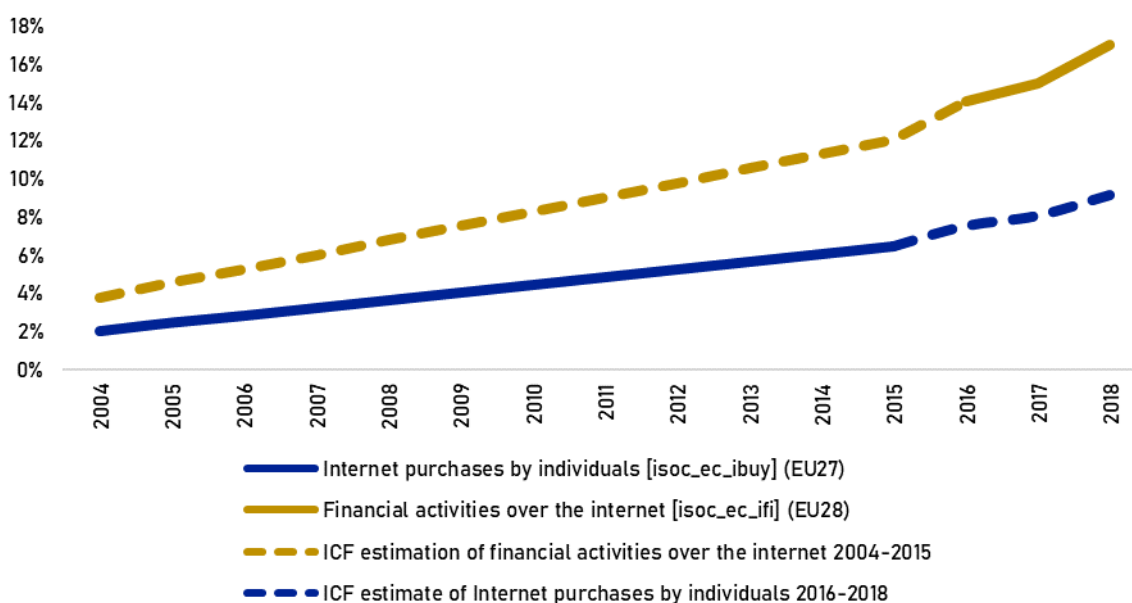 18%
16%
14%
12%
10%
8%
6%
4%
2%
0%
2004 2005 2006 2007 2008 2009 2010 2011 2012 2013 2014 2015 2016 2017 2018
Internet purchases by individuals [isoc_ec_ibuy] (EU27)
Financial activities over the internet [isoc_ec_ifi] (EU28)
ICF estimation of financial activities over the internet 2004-2015
ICF estimate of Internet purchases by individuals 2016-2018